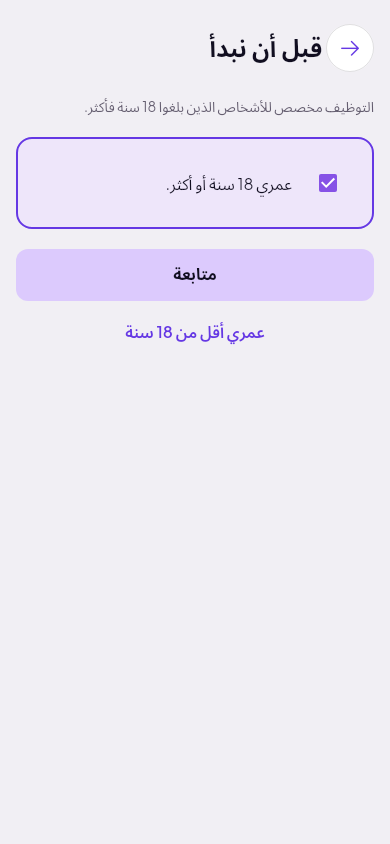 قبل أن نبدأ
التوظيف مخصص للأشخاص الذين بلغوا 18 سنة فأكثر.
عمري 18 سنة أو أكثر.
متابعة
عمري أقل من 18 سنة